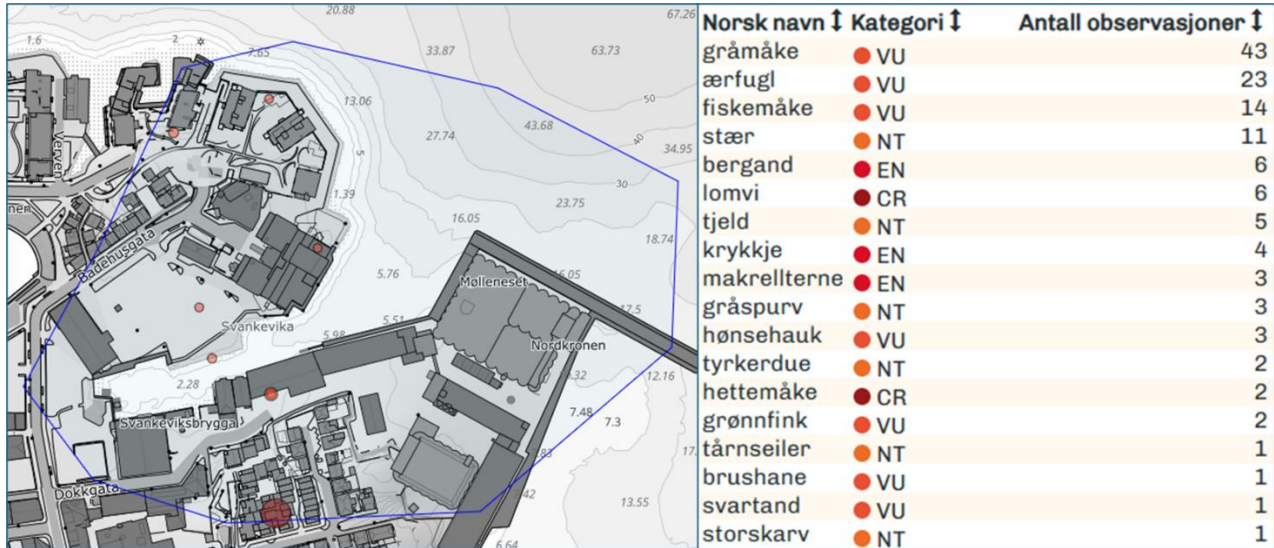 20.88
67.26
1.6
2
7.65
33.87
63.73
13.06
50
43.68
40
27.74
34.95
Verven
5
30
1.39
23.75
nen
16.05
18.74
Badehusgata
5.76
Mølleneset
Svankevika
5.51
17.5
5.98
Nordkronen
2.28
12.16
7.48
7.3
Svankeviksbrygga
17.
Dokkgata
13.55
6.64
Norsk navn Kategori Antall observasjoner
gråmåke VU 43
ærfugl VU 23
fiskemåke VU 14
stær NT 11
bergand EN 6
lomvi CR 6
tjeld NT 5
krykkje EN 4
makrellterne EN 3
gråspurv NT 3
hønsehauk VU 3
tyrkerdue NT 2
hettemåke CR 2
grønnfink VU 2
tårnseiler NT 1
brushane VU 1
svartand VU 1
storskarv NT 1